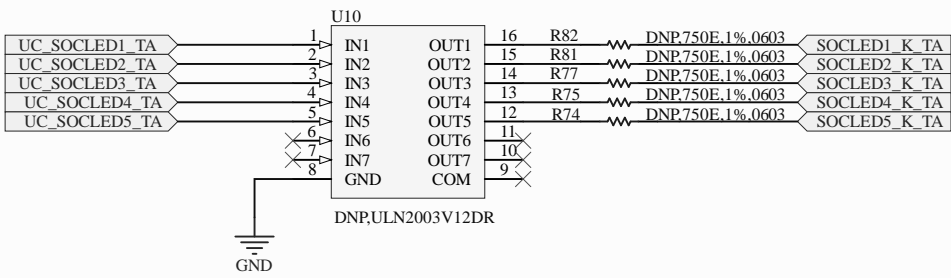 U10
UC_SOCLED1_TA 1 IN1 OUT1 16 R82 DNP,750E,1%,0603 SOCLED1_K_TA
UC_SOCLED2_TA 2 IN2 OUT2 15 R81 DNP,750E,1%,0603 SOCLED2_K_TA
UC_SOCLED3_TA 3 IN3 OUT3 14 R77 DNP,750E,1%,0603 SOCLED3_K_TA
UC_SOCLED4_TA 4 IN4 OUT4 13 R75 DNP,750E,1%,0603 SOCLED4_K_TA
UC_SOCLED5_TA 5 IN5 OUT5 12 R74 DNP,750E,1%,0603 SOCLED5_K_TA
6 IN6 OUT6 11
7 IN7 OUT7 10
8 GND COM 9
DNP,ULN2003V12DR
GND